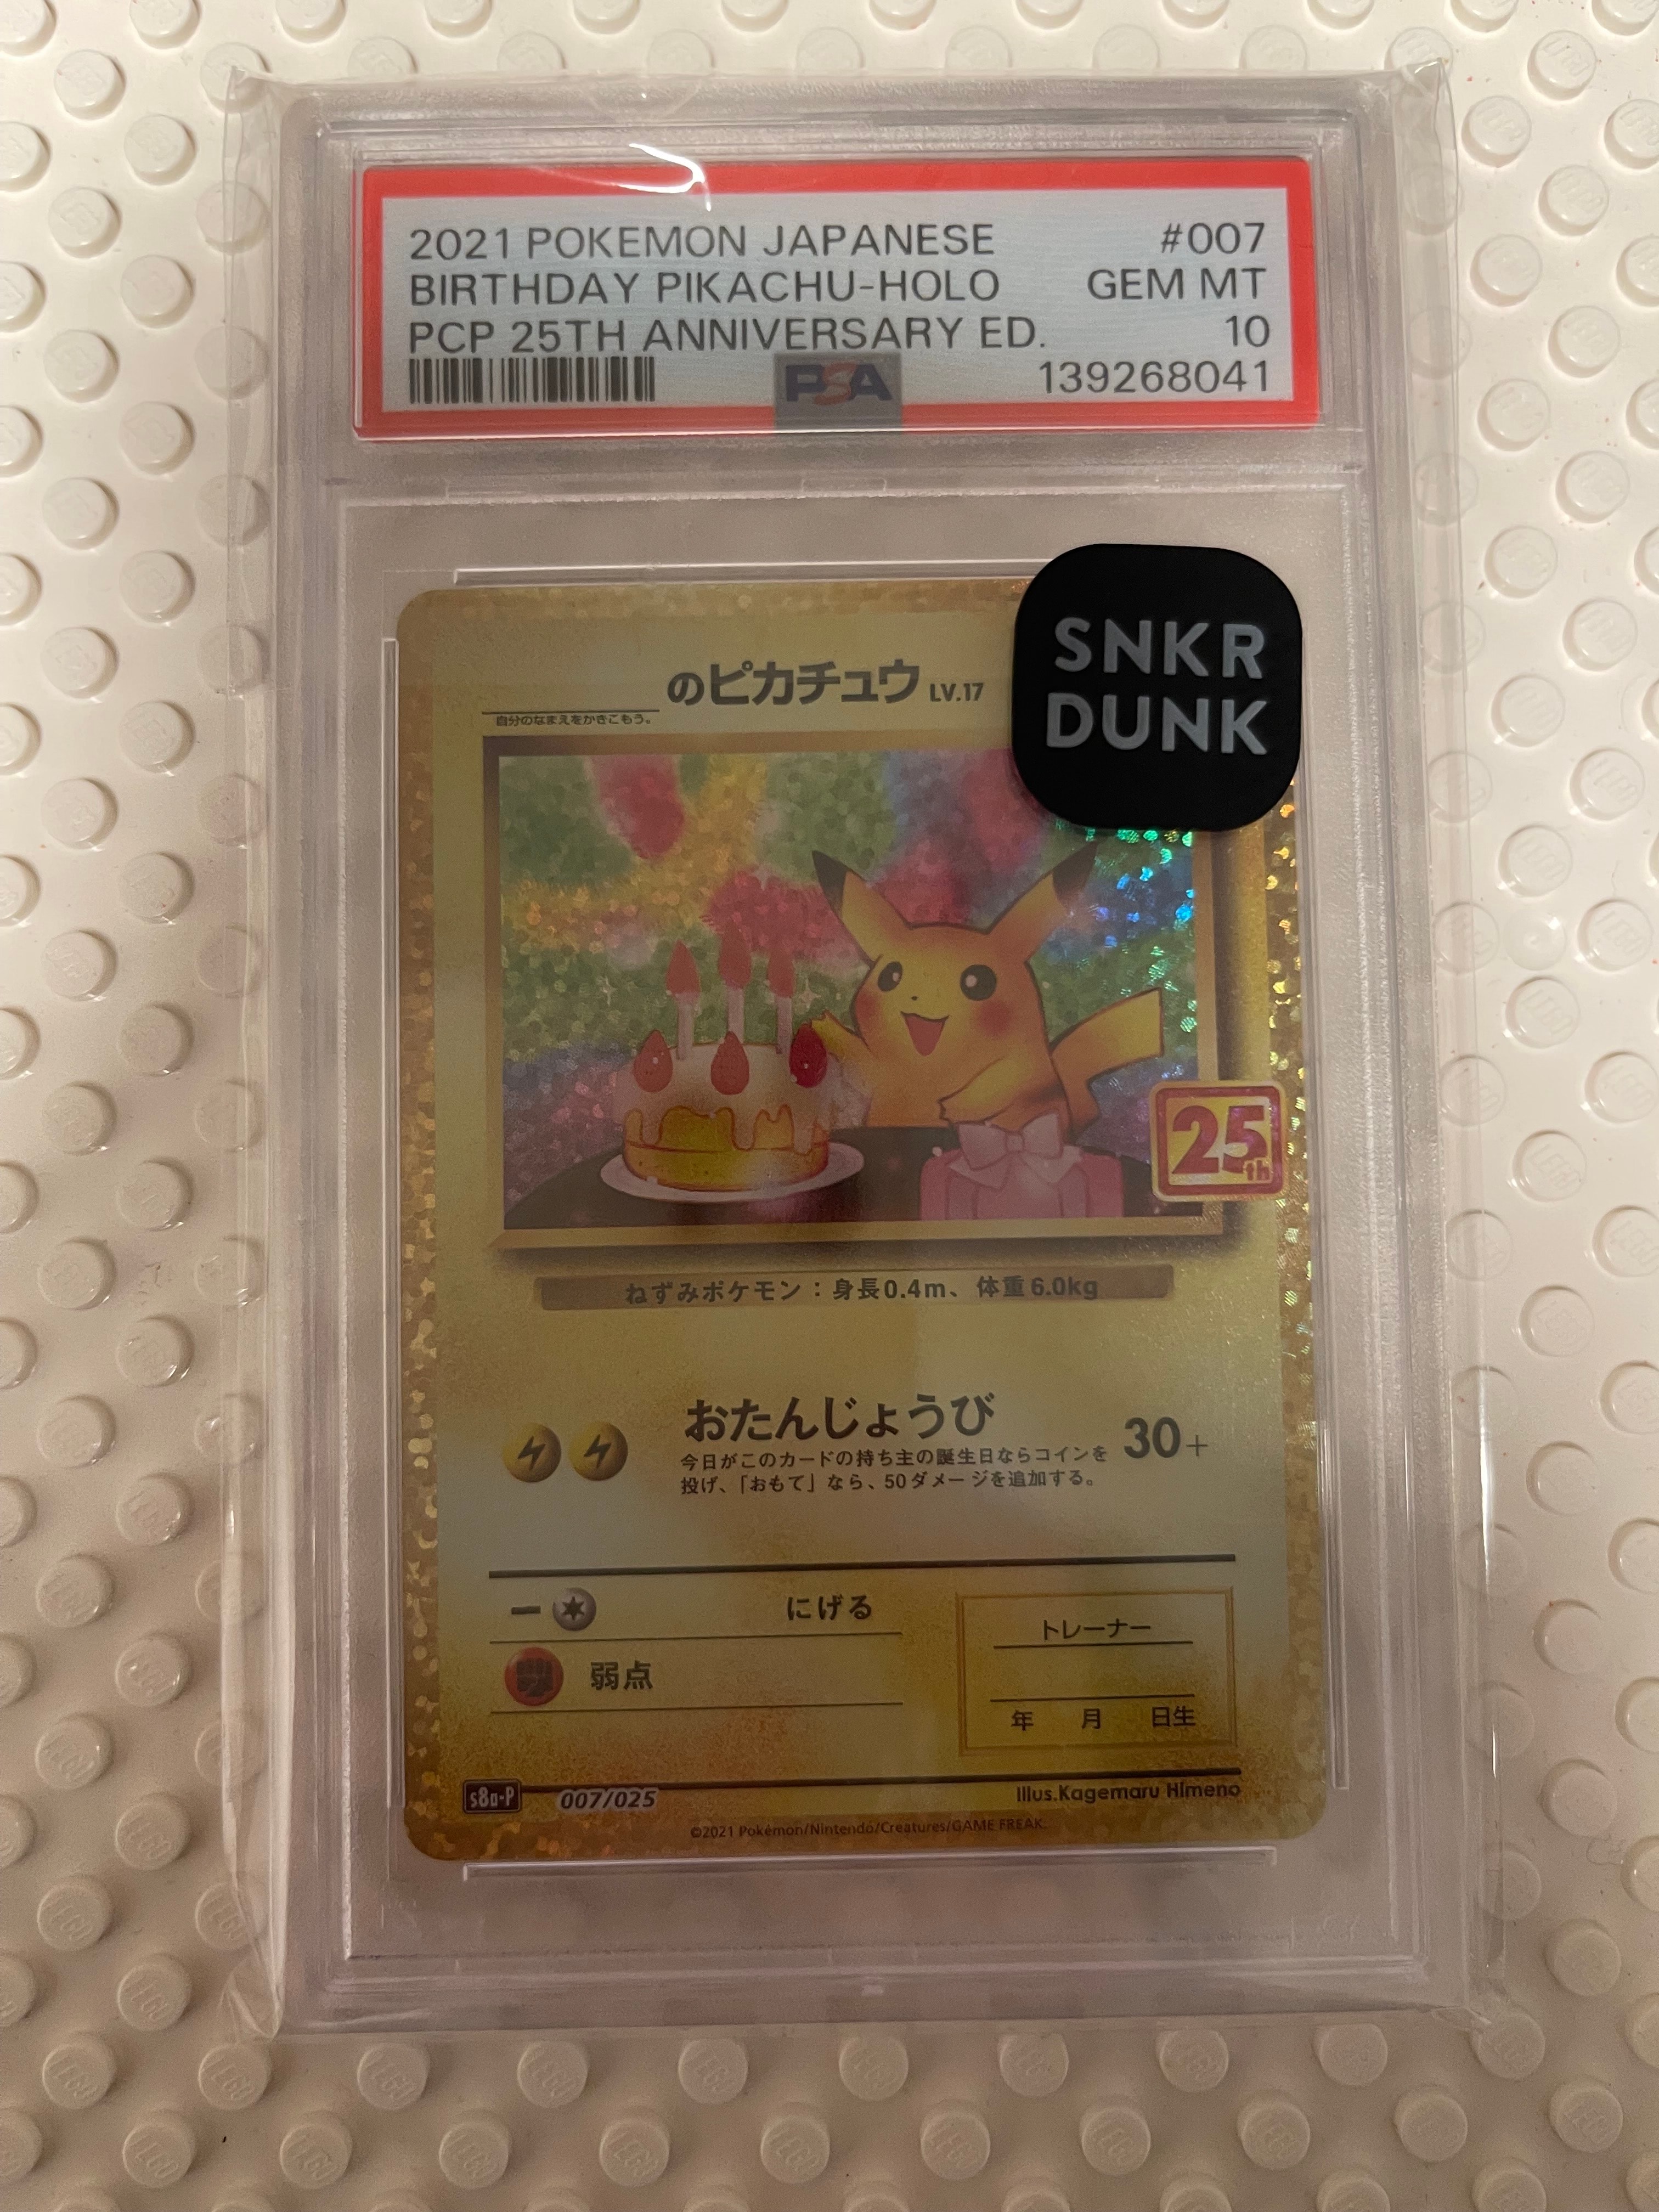 2021 POKEMON JAPANESE #007
BIRTHDAY PIKACHU-HOLO GEM MT
PCP 25TH ANNIVERSARY ED. 10
PSA 139268041
SNKR
DUNK
のピカチュウ LV.17
自分のなまえをかきこもう。
25th
ねずみポケモン：身長0.4m、体重6.0kg
おたんじょうび 30+
今日がこのカードの持ち主の誕生日ならコインを
投げ、「おもて」なら、50ダメージを追加する。
ー にげる
弱点
トレーナー
年 月 日生
s8a-P 007/025 Illus.Kagemaru Himeno
©2021 Pokémon/Nintendo/Creatures/GAME FREAK.